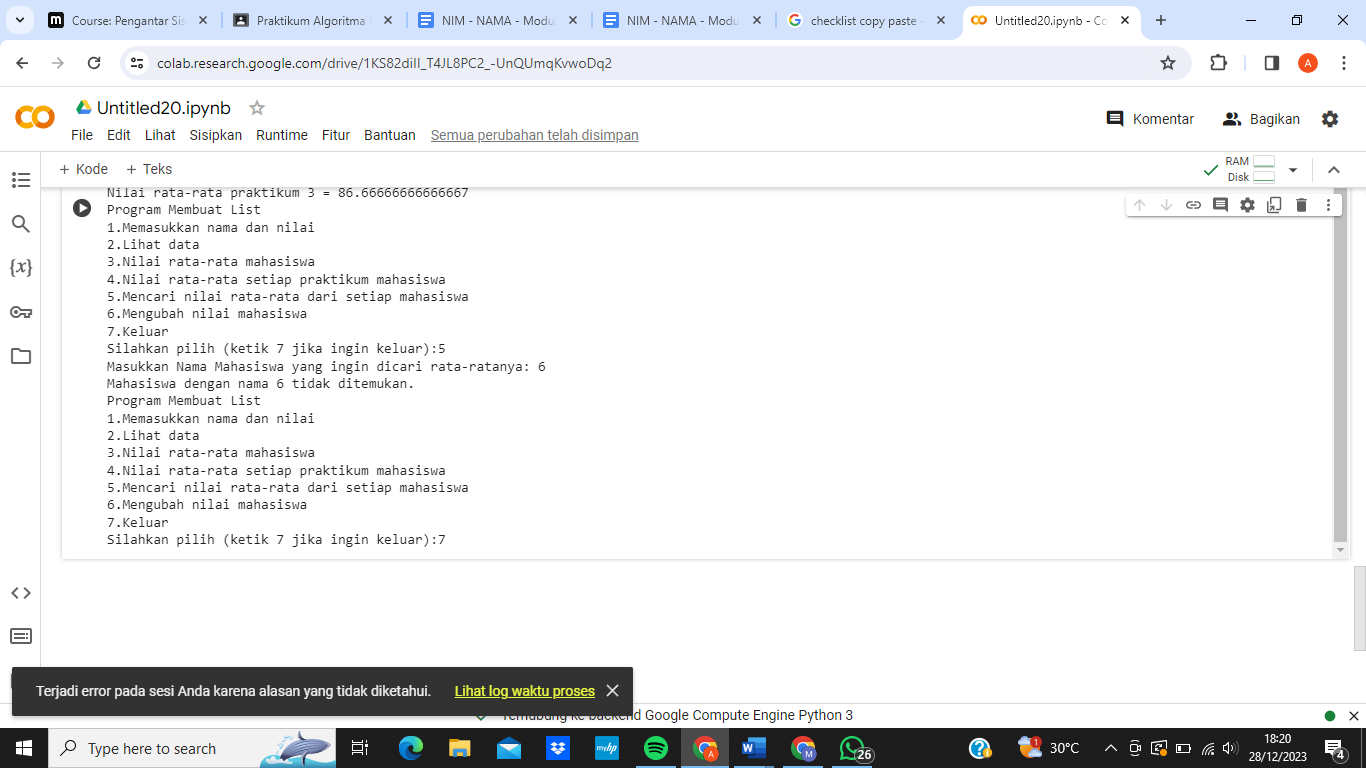 Course: Pengantar Sis
Praktikum Algoritma
NIM - NAMA - Modu
NIM - NAMA - Modu
checklist copy paste
Untitled20.ipynb - Co
colab.research.google.com/drive/1KS82diIl_T4JL8PC2_-UnQUmqKvwoDq2
A
Untitled20.ipynb
File Edit Lihat Sisipkan Runtime Fitur Bantuan Semua perubahan telah disimpan
Komentar
Bagikan
+ Kode + Teks
RAM
Disk
Nilai rata-rata praktikum 3 = 86.66666666666667
Program Membuat List
1.Memasukkan nama dan nilai
2.Lihat data
3.Nilai rata-rata mahasiswa
4.Nilai rata-rata setiap praktikum mahasiswa
5.Mencari nilai rata-rata dari setiap mahasiswa
6.Mengubah nilai mahasiswa
7.Keluar
Silahkan pilih (ketik 7 jika ingin keluar):5
Masukkan Nama Mahasiswa yang ingin dicari rata-ratanya: 6
Mahasiswa dengan nama 6 tidak ditemukan.
Program Membuat List
1.Memasukkan nama dan nilai
2.Lihat data
3.Nilai rata-rata mahasiswa
4.Nilai rata-rata setiap praktikum mahasiswa
5.Mencari nilai rata-rata dari setiap mahasiswa
6.Mengubah nilai mahasiswa
7.Keluar
Silahkan pilih (ketik 7 jika ingin keluar):7
Terjadi error pada sesi Anda karena alasan yang tidak diketahui. Lihat log waktu proses
Terhubung ke backend Google Compute Engine Python 3
Type here to search
26
30°C
18:20
28/12/2023
4